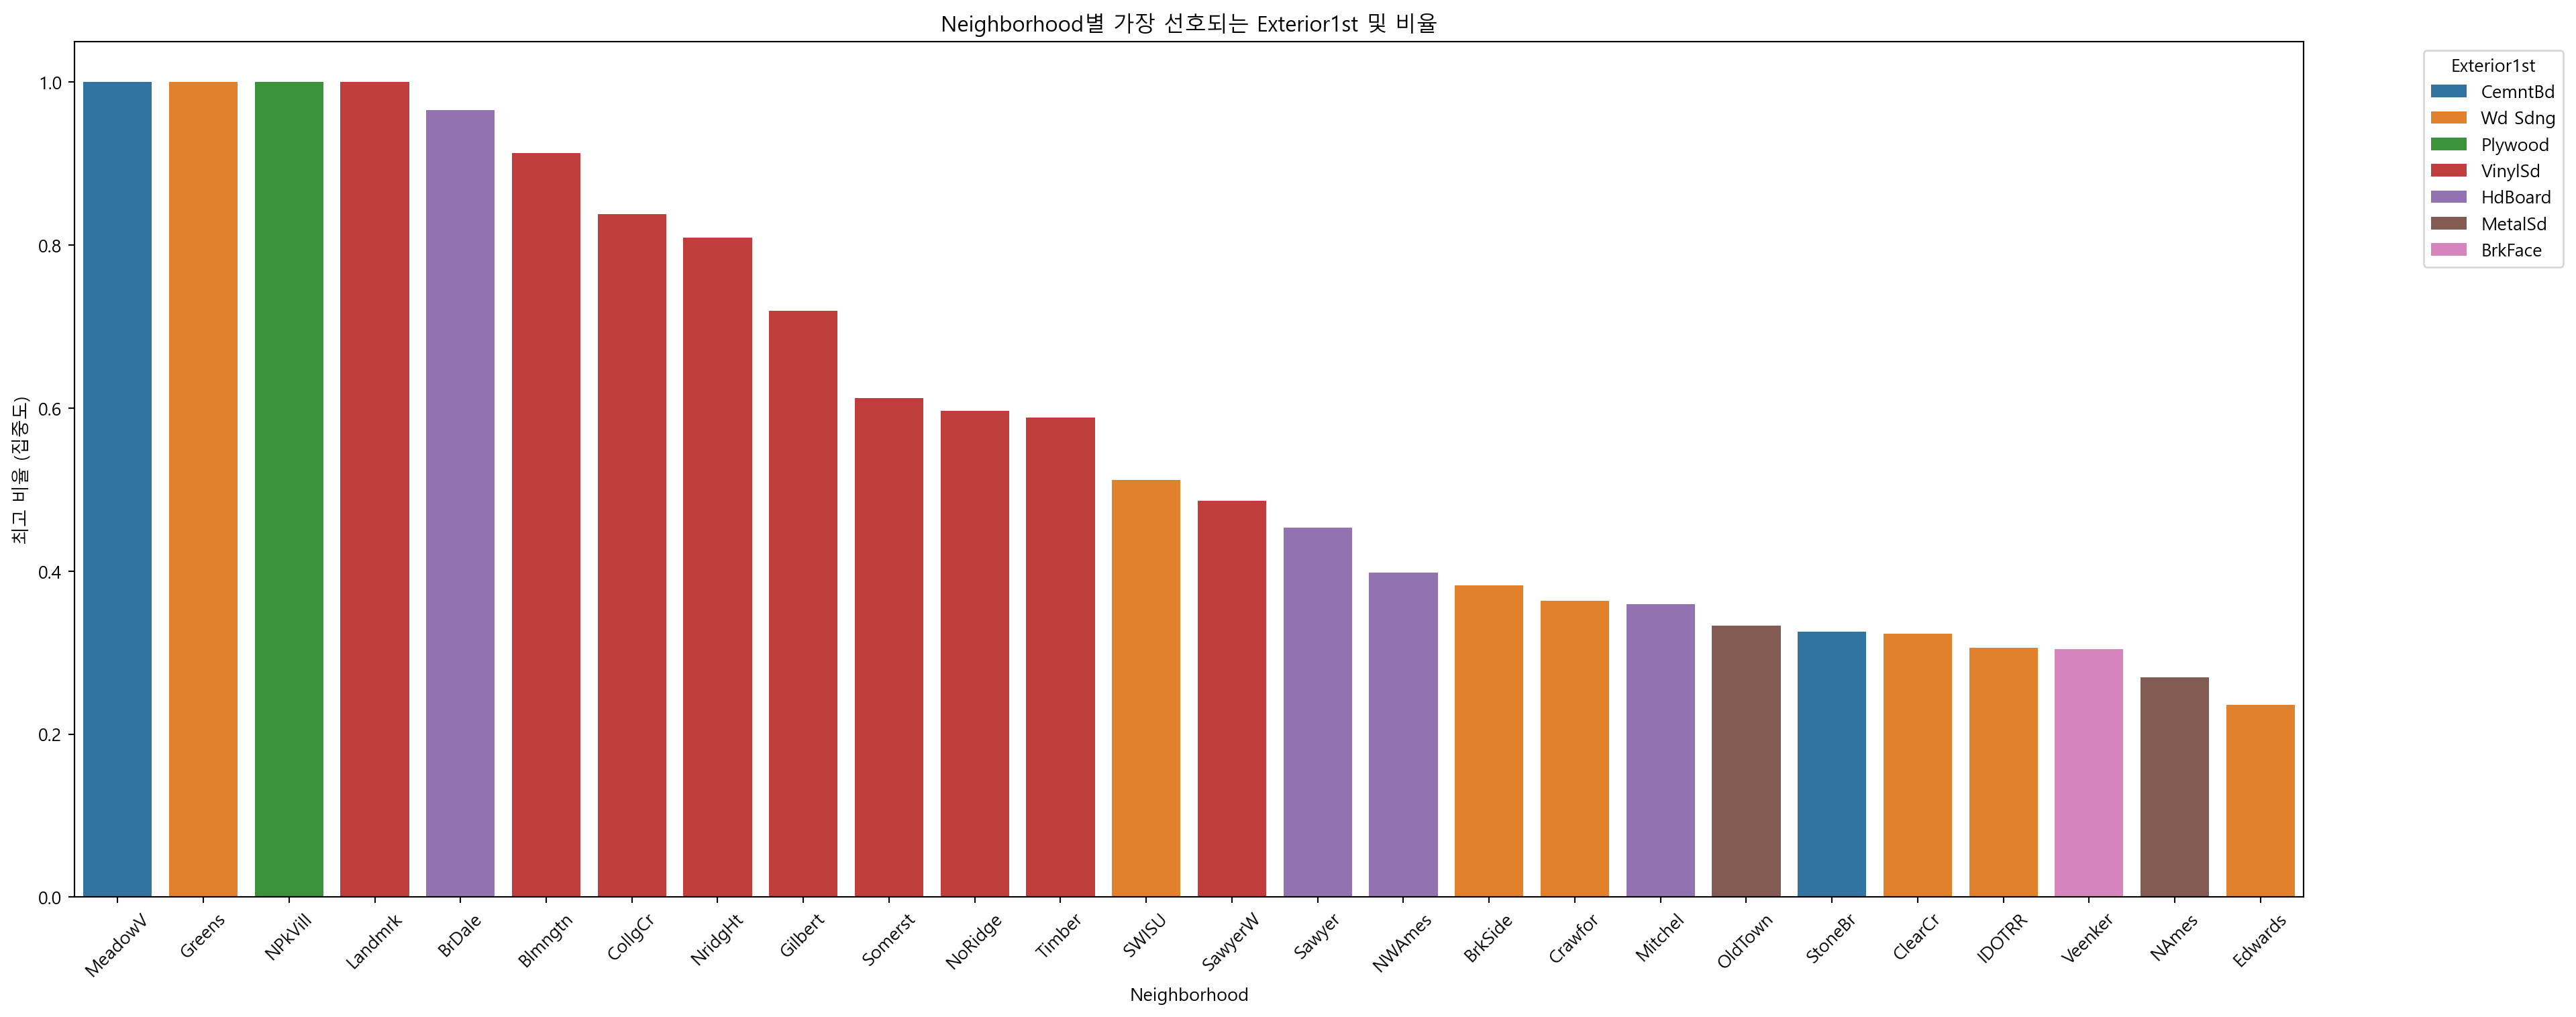 Neighborhood별 가장 선호되는 Exterior1st 및 비율
최고 비율 (집중도)
1.0
0.8
0.6
0.4
0.2
0.0
MeadowV
Greens
NPkVill
Landmrk
BrDale
Blmngtn
CollgCr
NridgHt
Gilbert
Somerst
NoRidge
Timber
SWISU
SawyerW
Sawyer
NWAmes
BrkSide
Crawfor
Mitchel
OldTown
StoneBr
ClearCr
IDOTRR
Veenker
NAmes
Edwards
Neighborhood
Exterior1st
CemntBd
Wd Sdng
Plywood
VinylSd
HdBoard
MetalSd
BrkFace